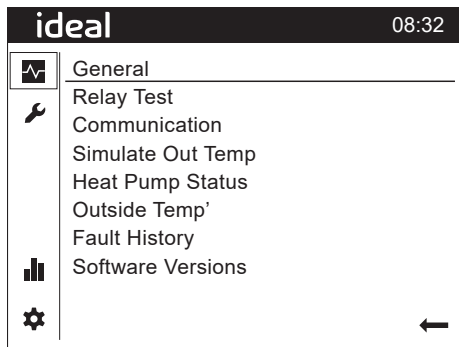 ideal 08:32
General
Relay Test
Communication
Simulate Out Temp
Heat Pump Status
Outside Temp'
Fault History
Software Versions